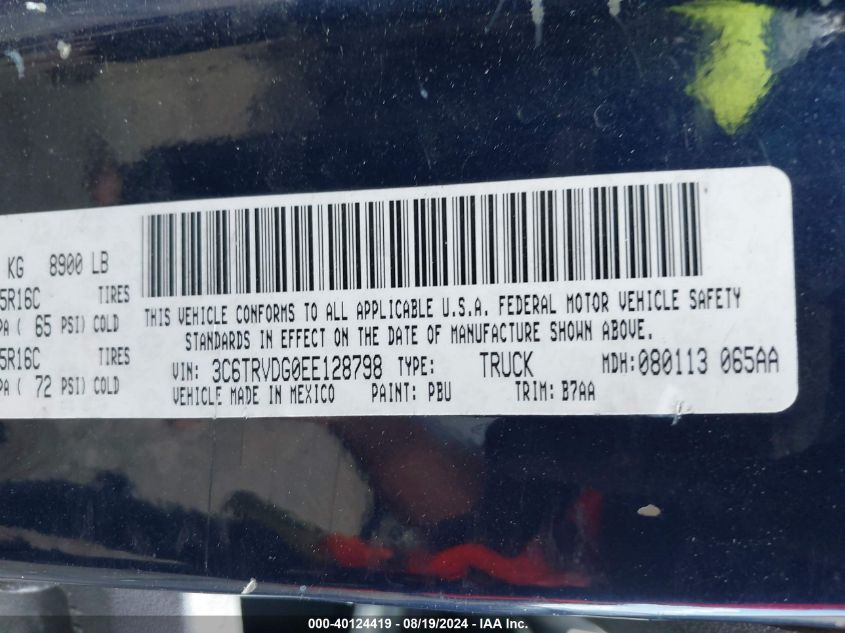 KG 8900 LB
5R16C TIRES
PA ( 65 PSI) COLD
5R16C TIRES
PA ( 72 PSI) COLD
THIS VEHICLE CONFORMS TO ALL APPLICABLE U.S.A. FEDERAL MOTOR VEHICLE SAFETY
STANDARDS IN EFFECT ON THE DATE OF MANUFACTURE SHOWN ABOVE.
VIN: 3C6TRVDG0EE128798 TYPE: TRUCK MDH: 080113 065AA
VEHICLE MADE IN MEXICO PAINT: PBU TRIM: B7AA
000-40124419 - 08/19/2024 - IAA Inc.